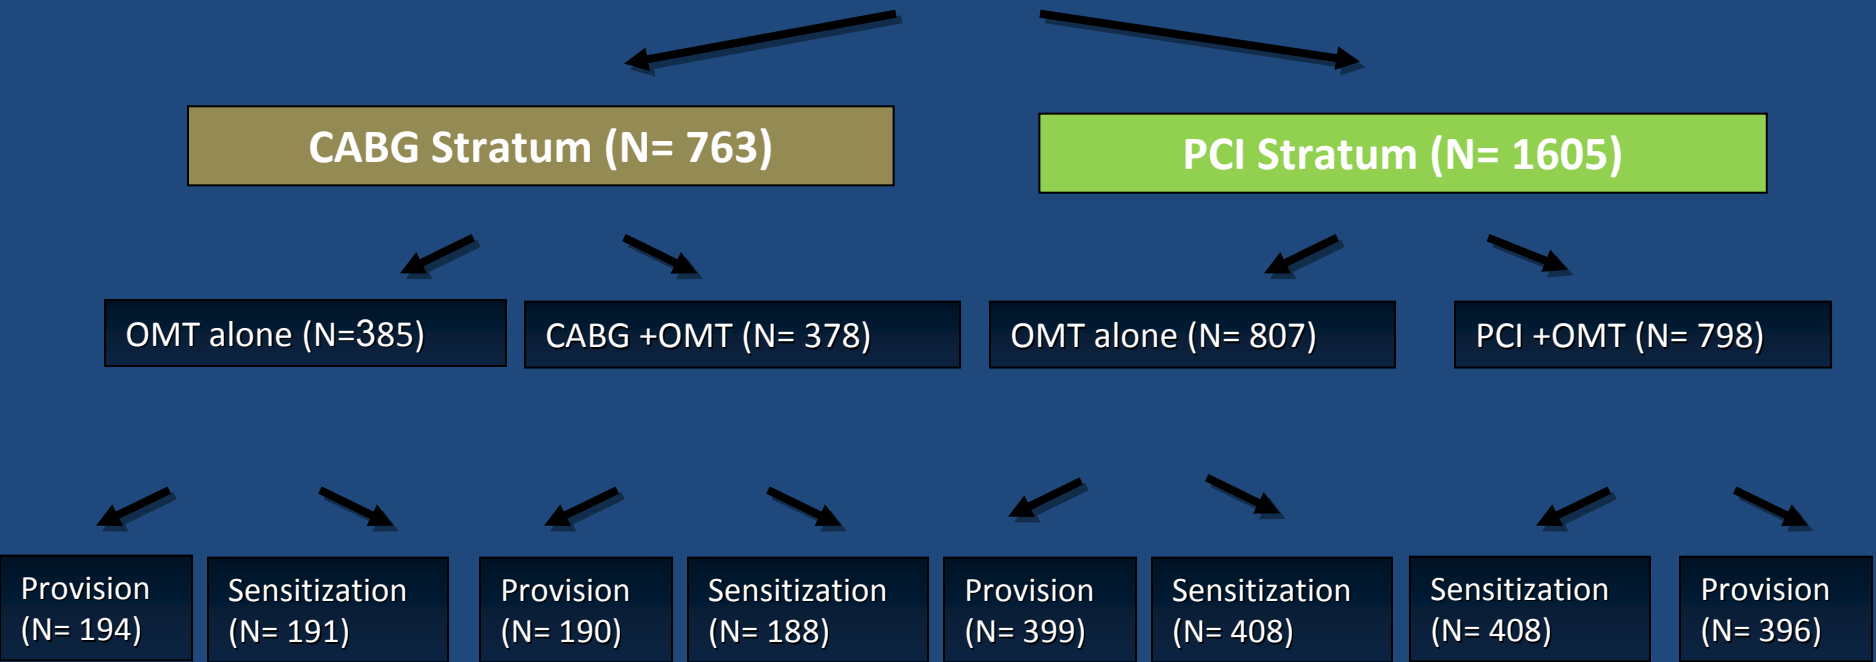 CABG Stratum (N= 763)
PCI Stratum (N= 1605)
OMT alone (N=385)
CABG +OMT (N= 378)
OMT alone (N= 807)
PCI +OMT (N= 798)
Provision
(N= 194)
Sensitization
(N= 191)
Provision
(N= 190)
Sensitization
(N= 188)
Provision
(N= 399)
Sensitization
(N= 408)
Sensitization
(N= 408)
Provision
(N= 396)